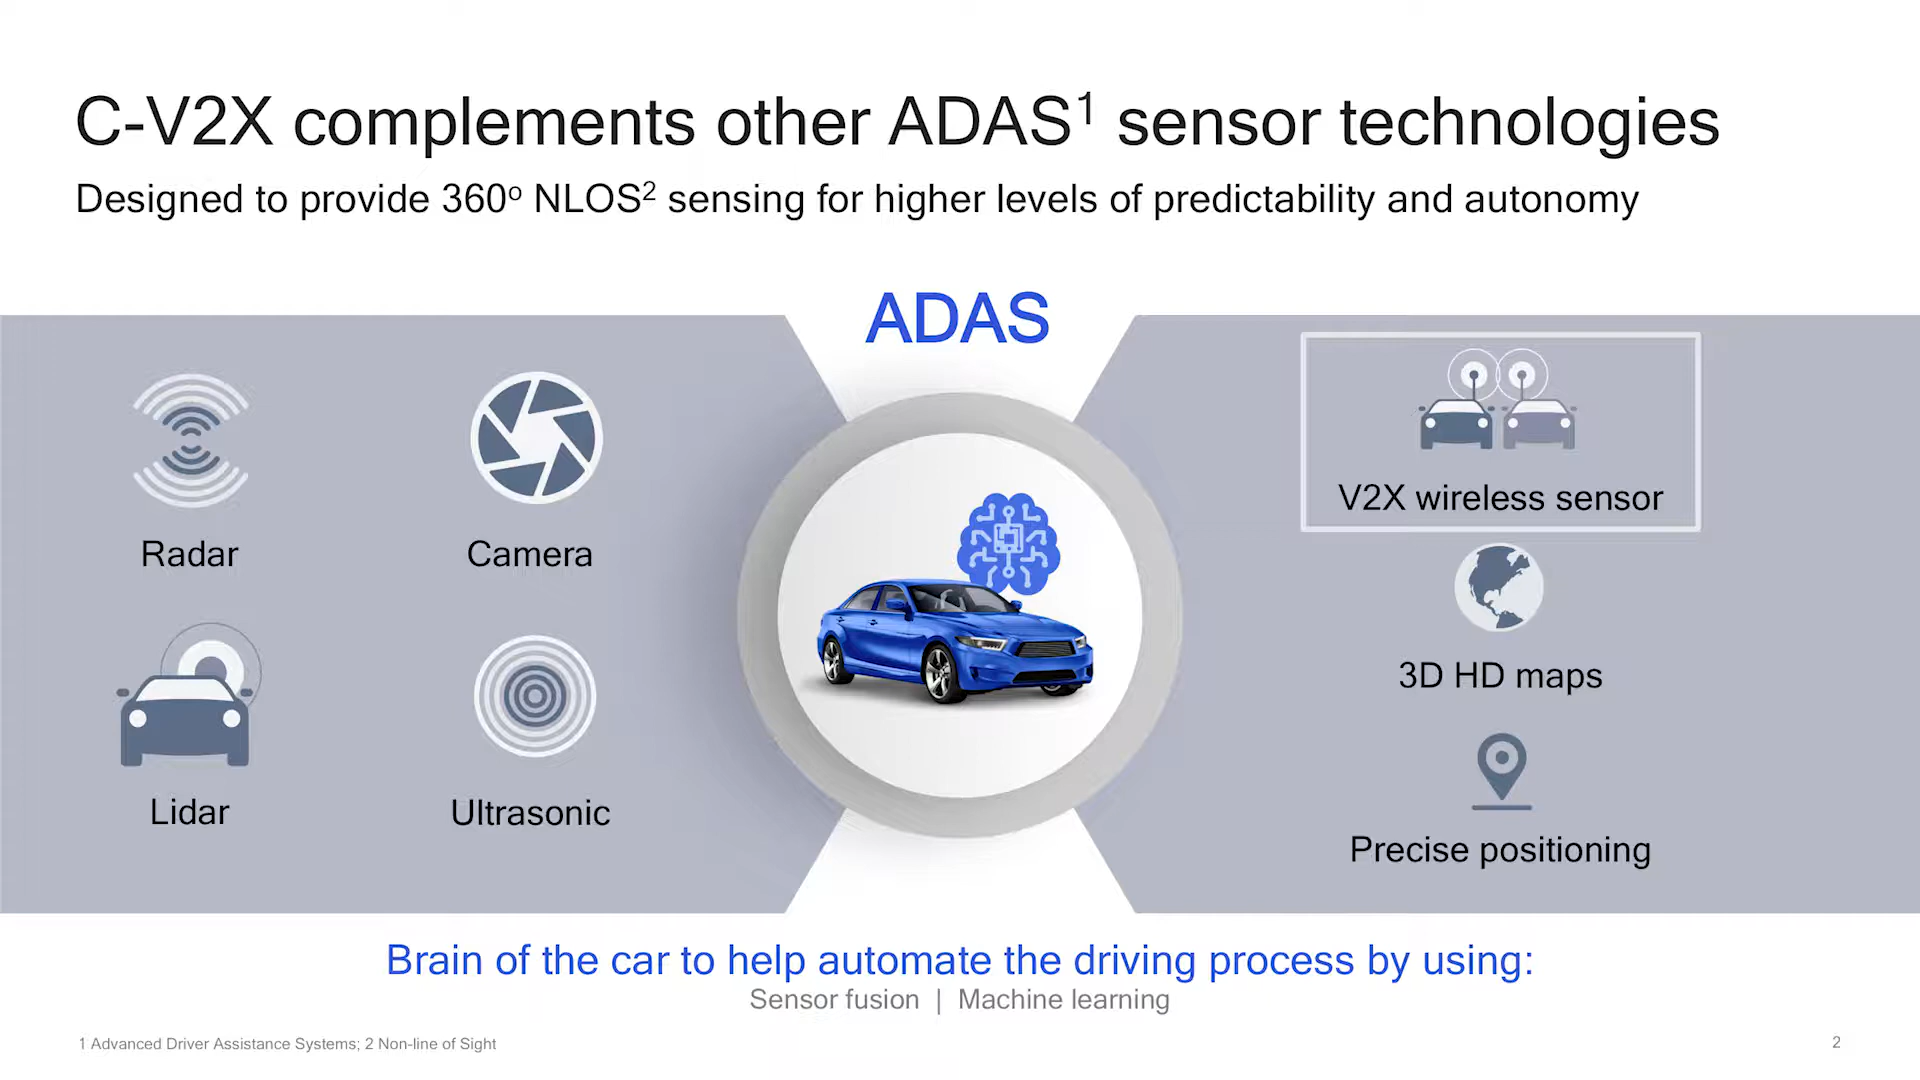 C-V2X complements other ADAS¹ sensor technologies
Designed to provide 360º NLOS² sensing for higher levels of predictability and autonomy
ADAS
Radar
Camera
Lidar
Ultrasonic
V2X wireless sensor
3D HD maps
Precise positioning
Brain of the car to help automate the driving process by using:
Sensor fusion | Machine learning
1 Advanced Driver Assistance Systems; 2 Non-line of Sight
2